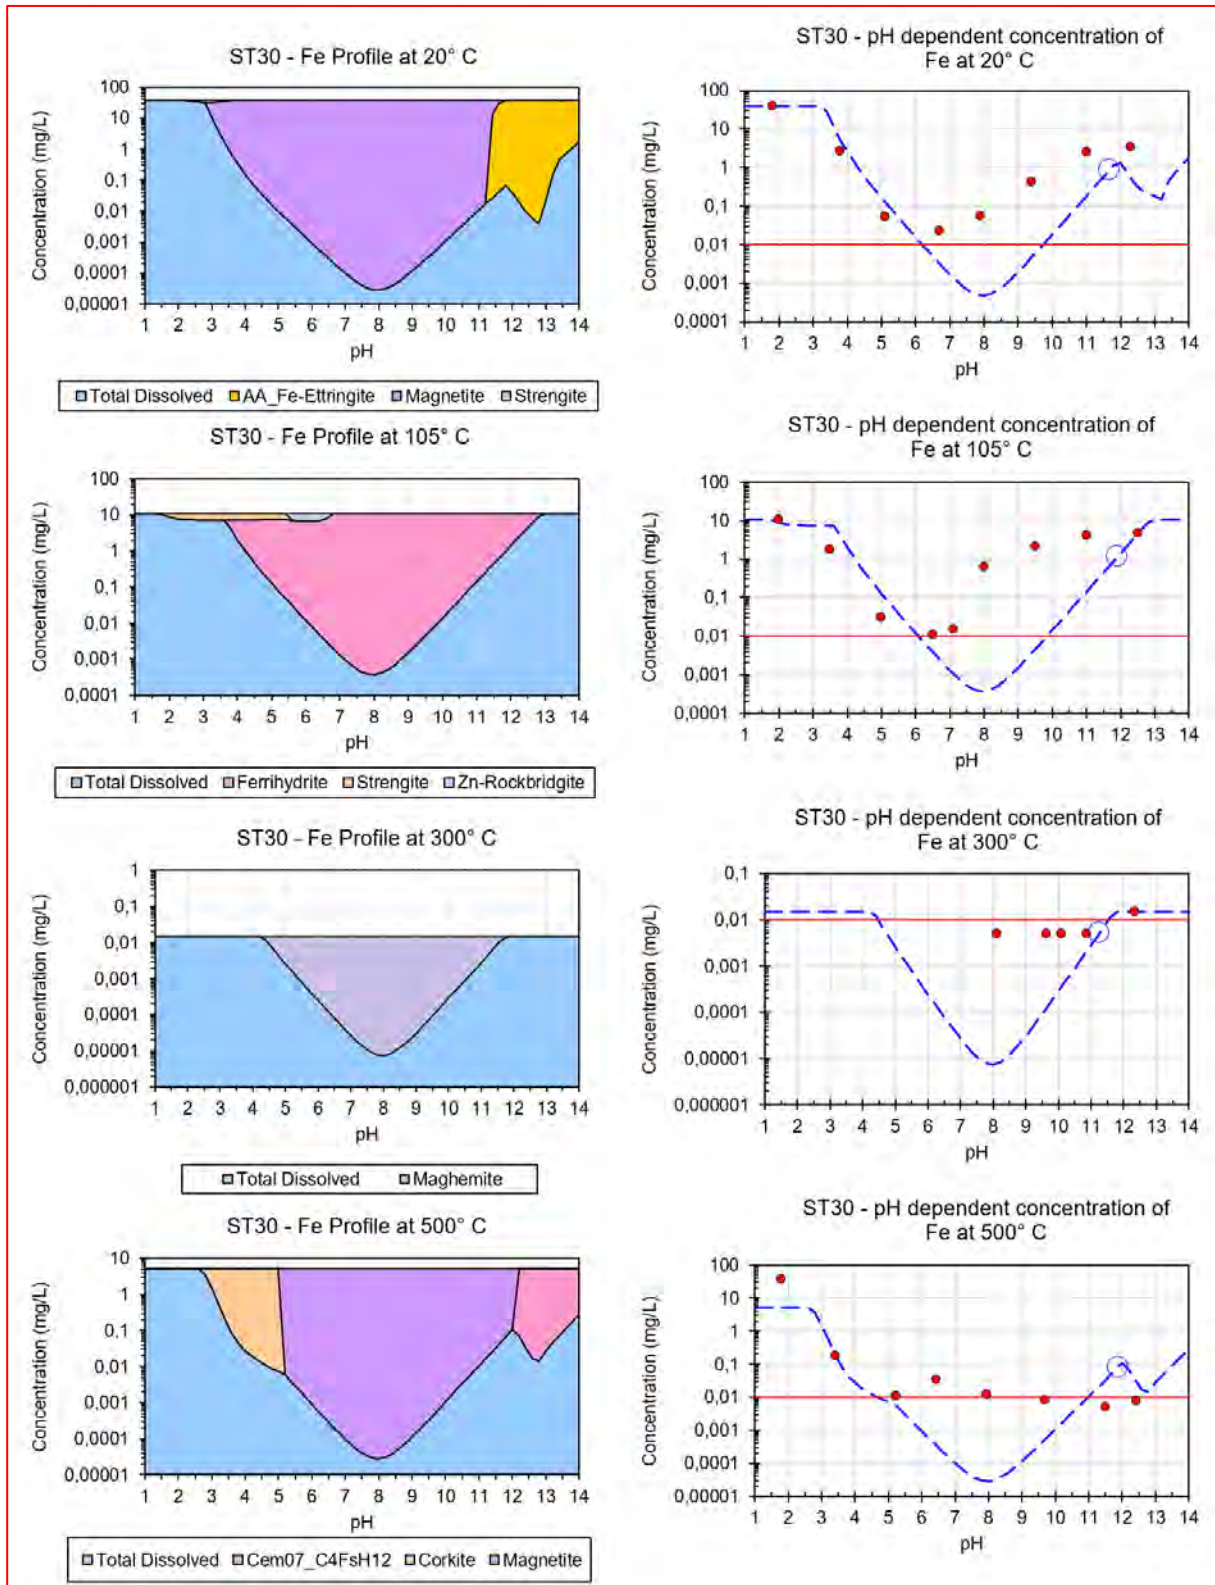 ST30 - Fe Profile at 20° C
Concentration (mg/L)
100
10
1
0,1
0,01
0,001
0,0001
0,00001
1 2 3 4 5 6 7 8 9 10 11 12 13 14
pH
Total Dissolved AA_Fe-Ettringite Magnetite Strengite
ST30 - pH dependent concentration of
Fe at 20° C
Concentration (mg/L)
100
10
1
0,1
0,01
0,001
0,0001
1 2 3 4 5 6 7 8 9 10 11 12 13 14
pH
ST30 - Fe Profile at 105° C
Concentration (mg/L)
100
10
1
0,1
0,01
0,001
0,0001
1 2 3 4 5 6 7 8 9 10 11 12 13 14
pH
Total Dissolved Ferrihydrite Strengite Zn-Rockbridgite
ST30 - pH dependent concentration of
Fe at 105° C
Concentration (mg/L)
100
10
1
0,1
0,01
0,001
0,0001
1 2 3 4 5 6 7 8 9 10 11 12 13 14
pH
ST30 - Fe Profile at 300° C
Concentration (mg/L)
1
0,1
0,01
0,001
0,0001
0,00001
0,000001
1 2 3 4 5 6 7 8 9 10 11 12 13 14
pH
Total Dissolved Maghemite
ST30 - pH dependent concentration of
Fe at 300° C
Concentration (mg/L)
0,1
0,01
0,001
0,0001
0,00001
0,000001
1 2 3 4 5 6 7 8 9 10 11 12 13 14
pH
ST30 - Fe Profile at 500° C
Concentration (mg/L)
10
1
0,1
0,01
0,001
0,0001
0,00001
1 2 3 4 5 6 7 8 9 10 11 12 13 14
pH
Total Dissolved Cem07_C4FsH12 Corkite Magnetite
ST30 - pH dependent concentration of
Fe at 500° C
Concentration (mg/L)
100
10
1
0,1
0,01
0,001
0,0001
0,00001
1 2 3 4 5 6 7 8 9 10 11 12 13 14
pH